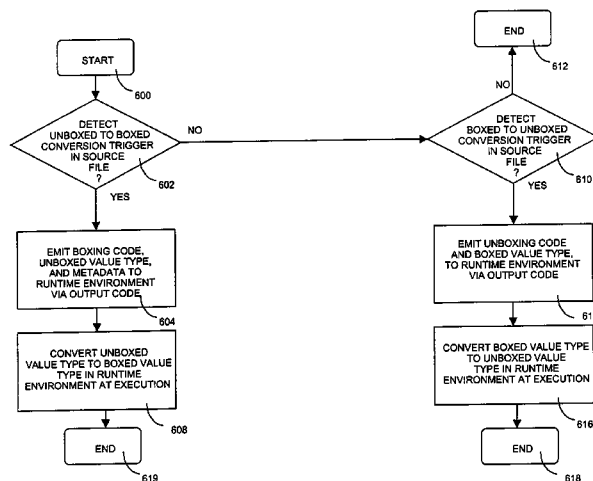 START
600
DETECT
UNBOXED TO BOXED
CONVERSION TRIGGER
IN SOURCE
FILE
?
602
NO
YES
EMIT BOXING CODE,
UNBOXED VALUE TYPE,
AND METADATA TO
RUNTIME ENVIRONMENT
VIA OUTPUT CODE
604
CONVERT UNBOXED
VALUE TYPE TO BOXED VALUE
TYPE IN RUNTIME
ENVIRONMENT AT EXECUTION
608
END
619
END
612
NO
DETECT
BOXED TO UNBOXED
CONVERSION TRIGGER
IN SOURCE
FILE
?
610
YES
EMIT UNBOXING CODE
AND BOXED VALUE TYPE,
TO RUNTIME ENVIRONMENT
VIA OUTPUT CODE
61
CONVERT BOXED VALUE TYPE
TO UNBOXED VALUE
TYPE IN RUNTIME
ENVIRONMENT AT EXECUTION
616
END
618